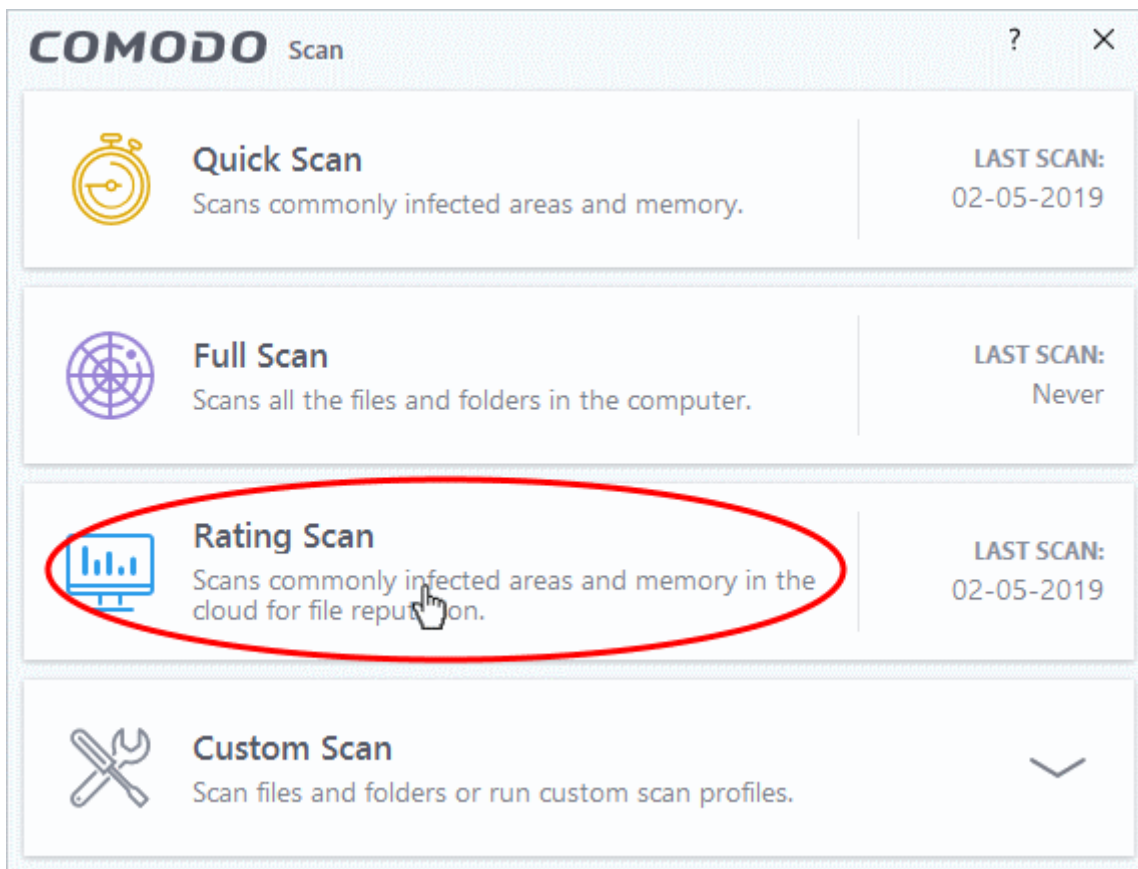 COMODO Scan ?
Quick Scan
Scans commonly infected areas and memory.
LAST SCAN:
02-05-2019
Full Scan
Scans all the files and folders in the computer.
LAST SCAN:
Never
Rating Scan
Scans commonly infected areas and memory in the
cloud for file reputation.
LAST SCAN:
02-05-2019
Custom Scan
Scan files and folders or run custom scan profiles.